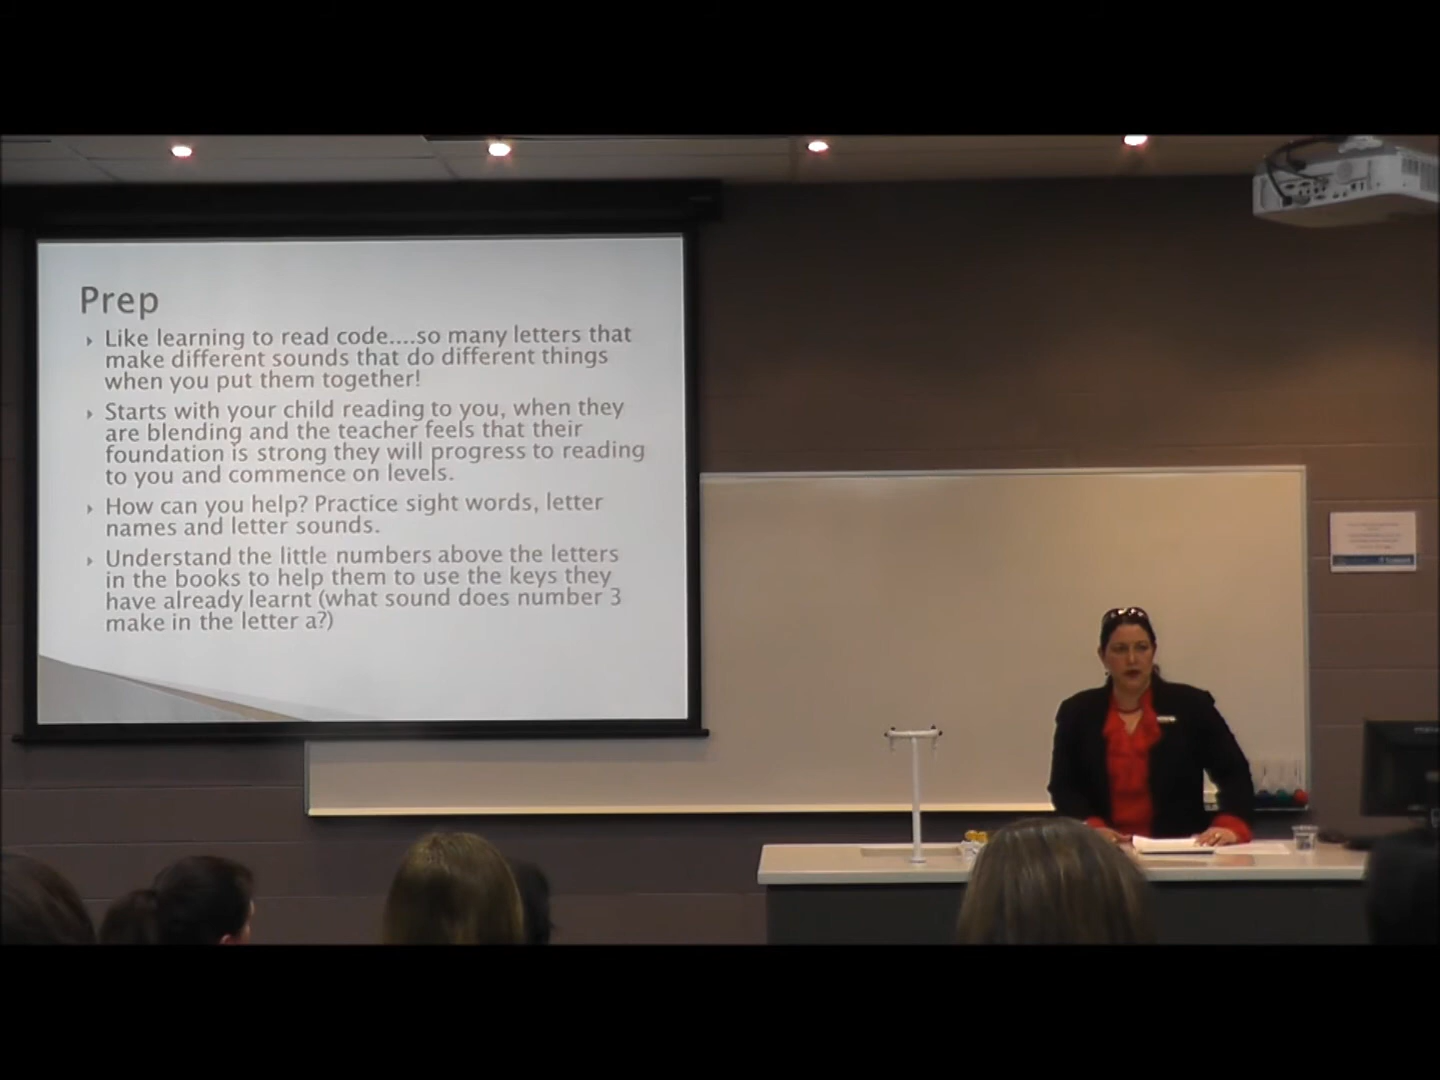 Prep
Like learning to read code....so many letters that
make different sounds that do different things
when you put them together!
Starts with your child reading to you, when they
are blending and the teacher feels that their
foundation is strong they will progress to reading
to you and commence on levels.
How can you help? Practice sight words, letter
names and letter sounds.
Understand the little numbers above the letters
in the books to help them to use the keys they
have already learnt (what sound does number 3
make in the letter a?)